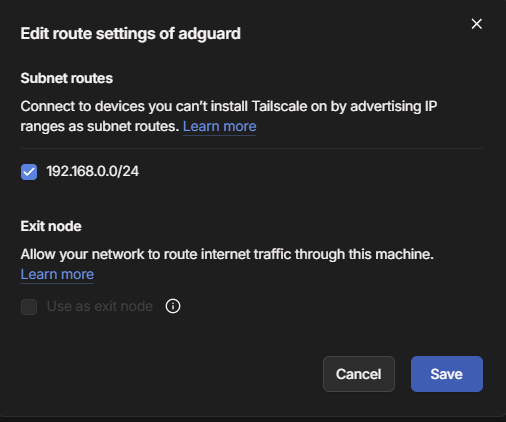 Edit route settings of adguard
Subnet routes
Connect to devices you can't install Tailscale on by advertising IP
ranges as subnet routes. Learn more
192.168.0.0/24
Exit node
Allow your network to route internet traffic through this machine.
Learn more
Use as exit node
Cancel
Save